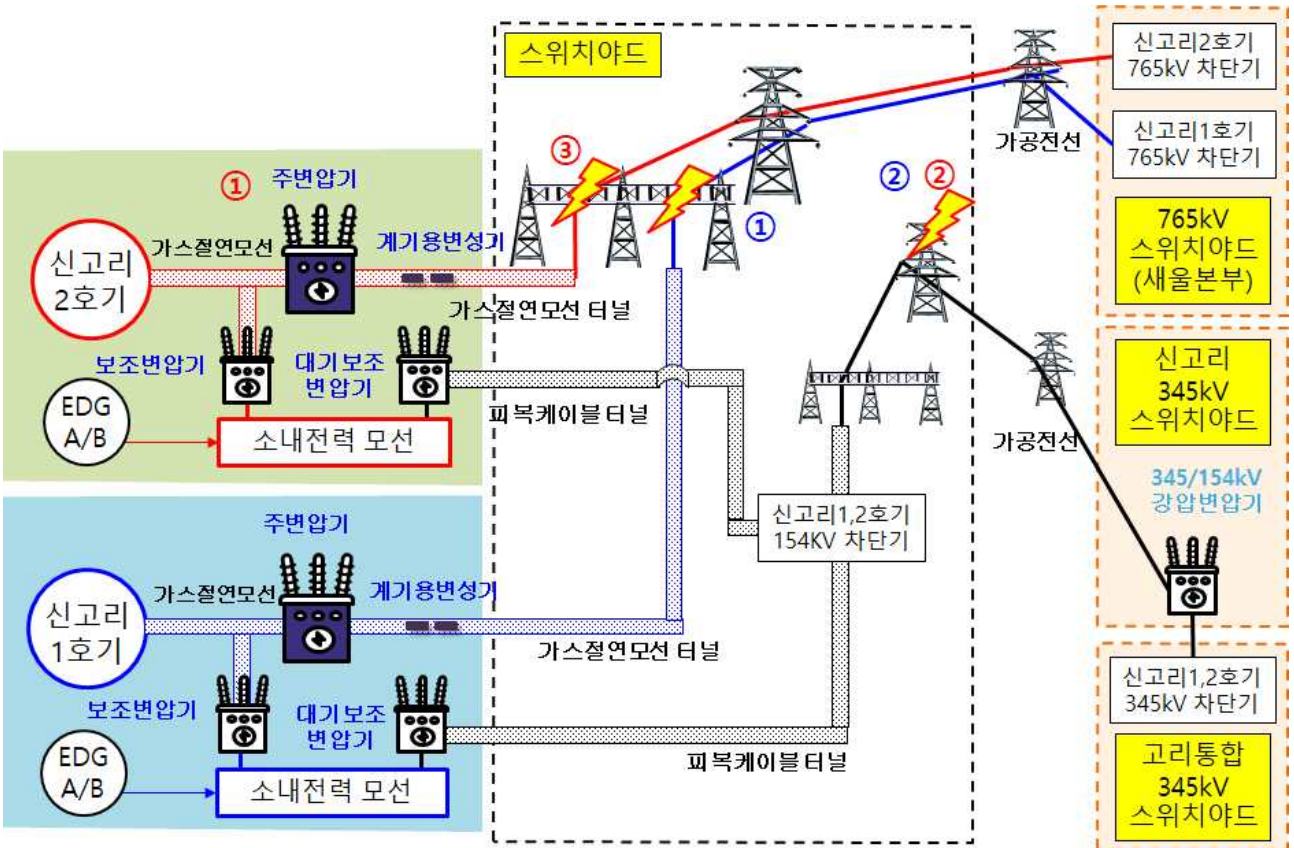 스위치야드
신고리2호기
765kV 차단기
가공전선
신고리1호기
765kV 차단기
765kV
스위치야드
(새울본부)
③
②
②
①
①
주변압기
가스절연모선
계기용변성기
신고리
2호기
가스절연모선 터널
보조변압기
대기보조
변압기
EDG
A/B
소내전력 모선
피복케이블터널
가공전선
신고리
345kV
스위치야드
345/154kV
강압변압기
신고리1,2호기
154KV 차단기
주변압기
가스절연모선
계기용변성기
신고리
1호기
가스절연모선 터널
보조변압기
대기보조
변압기
EDG
A/B
소내전력 모선
피복케이블터널
신고리1,2호기
345kV 차단기
고리통합
345kV
스위치야드